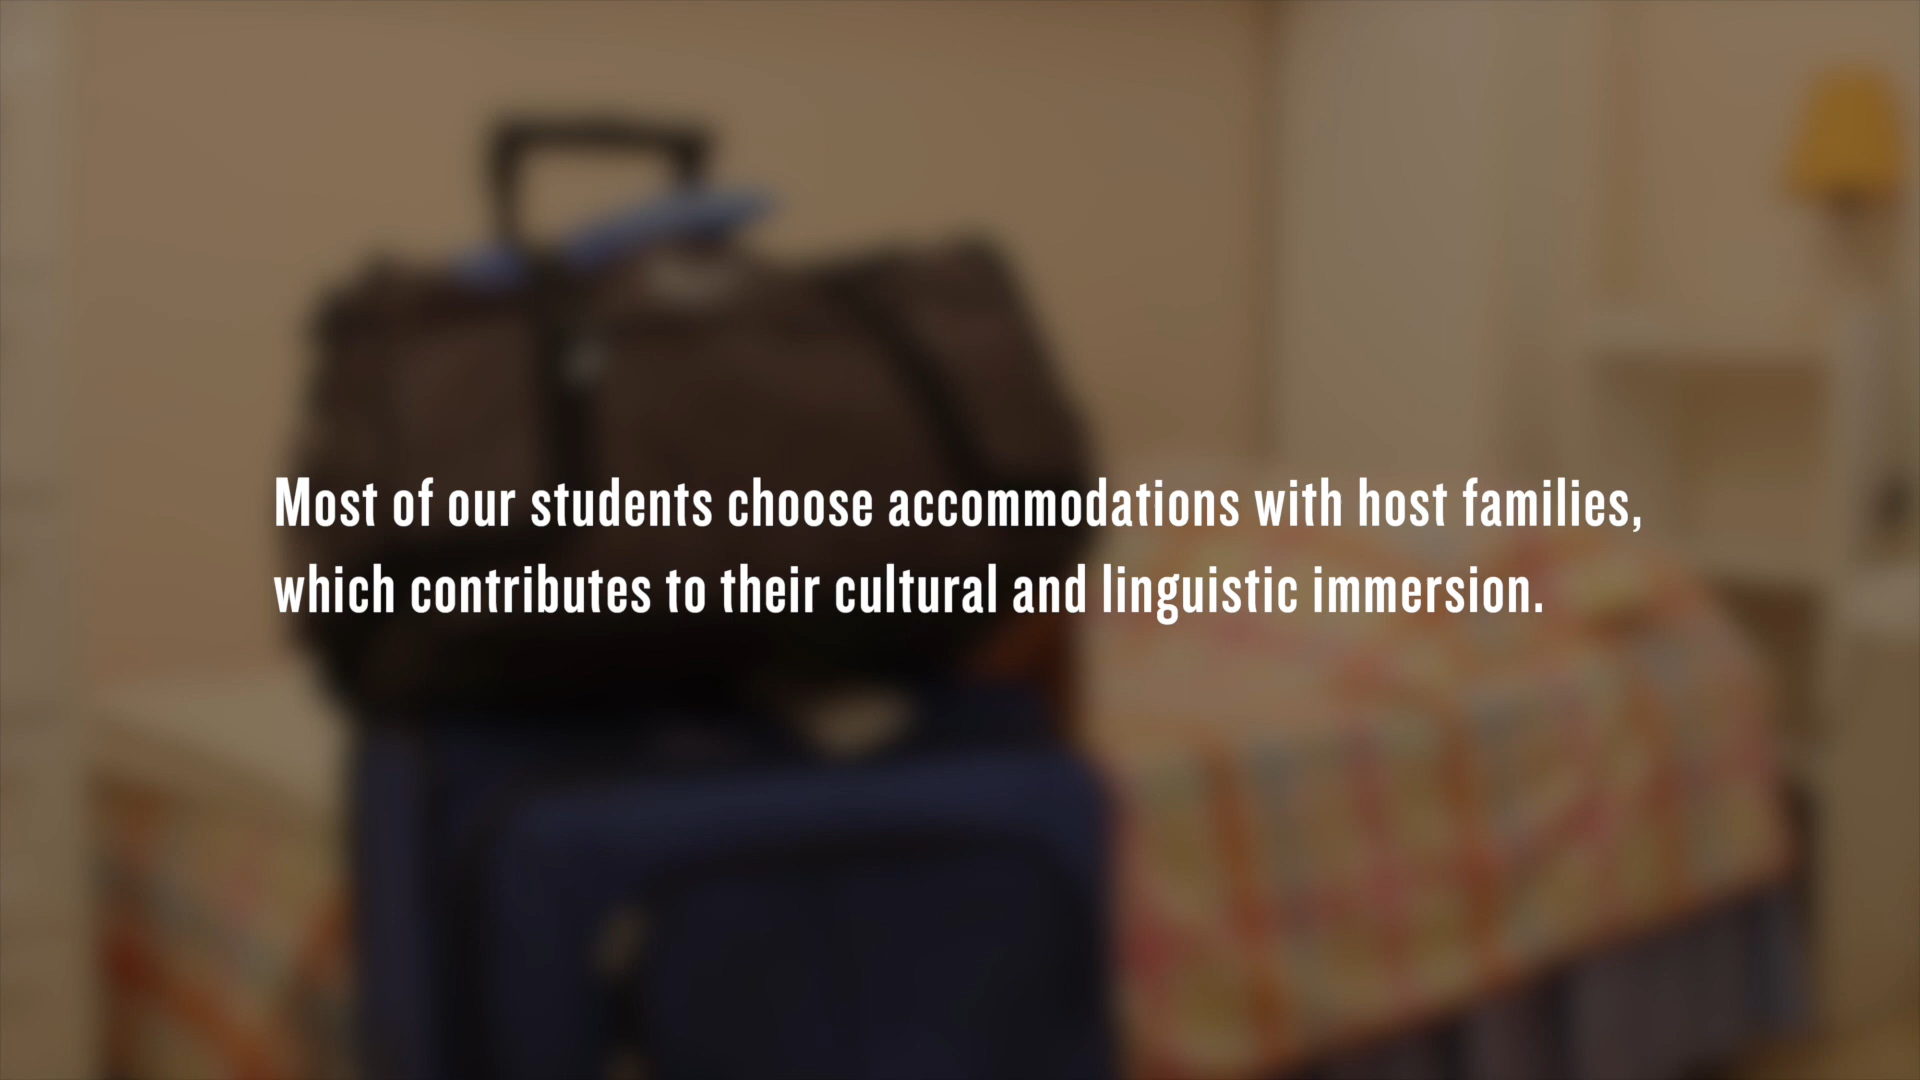 Most of our students choose accommodations with host families,
which contributes to their cultural and linguistic immersion.